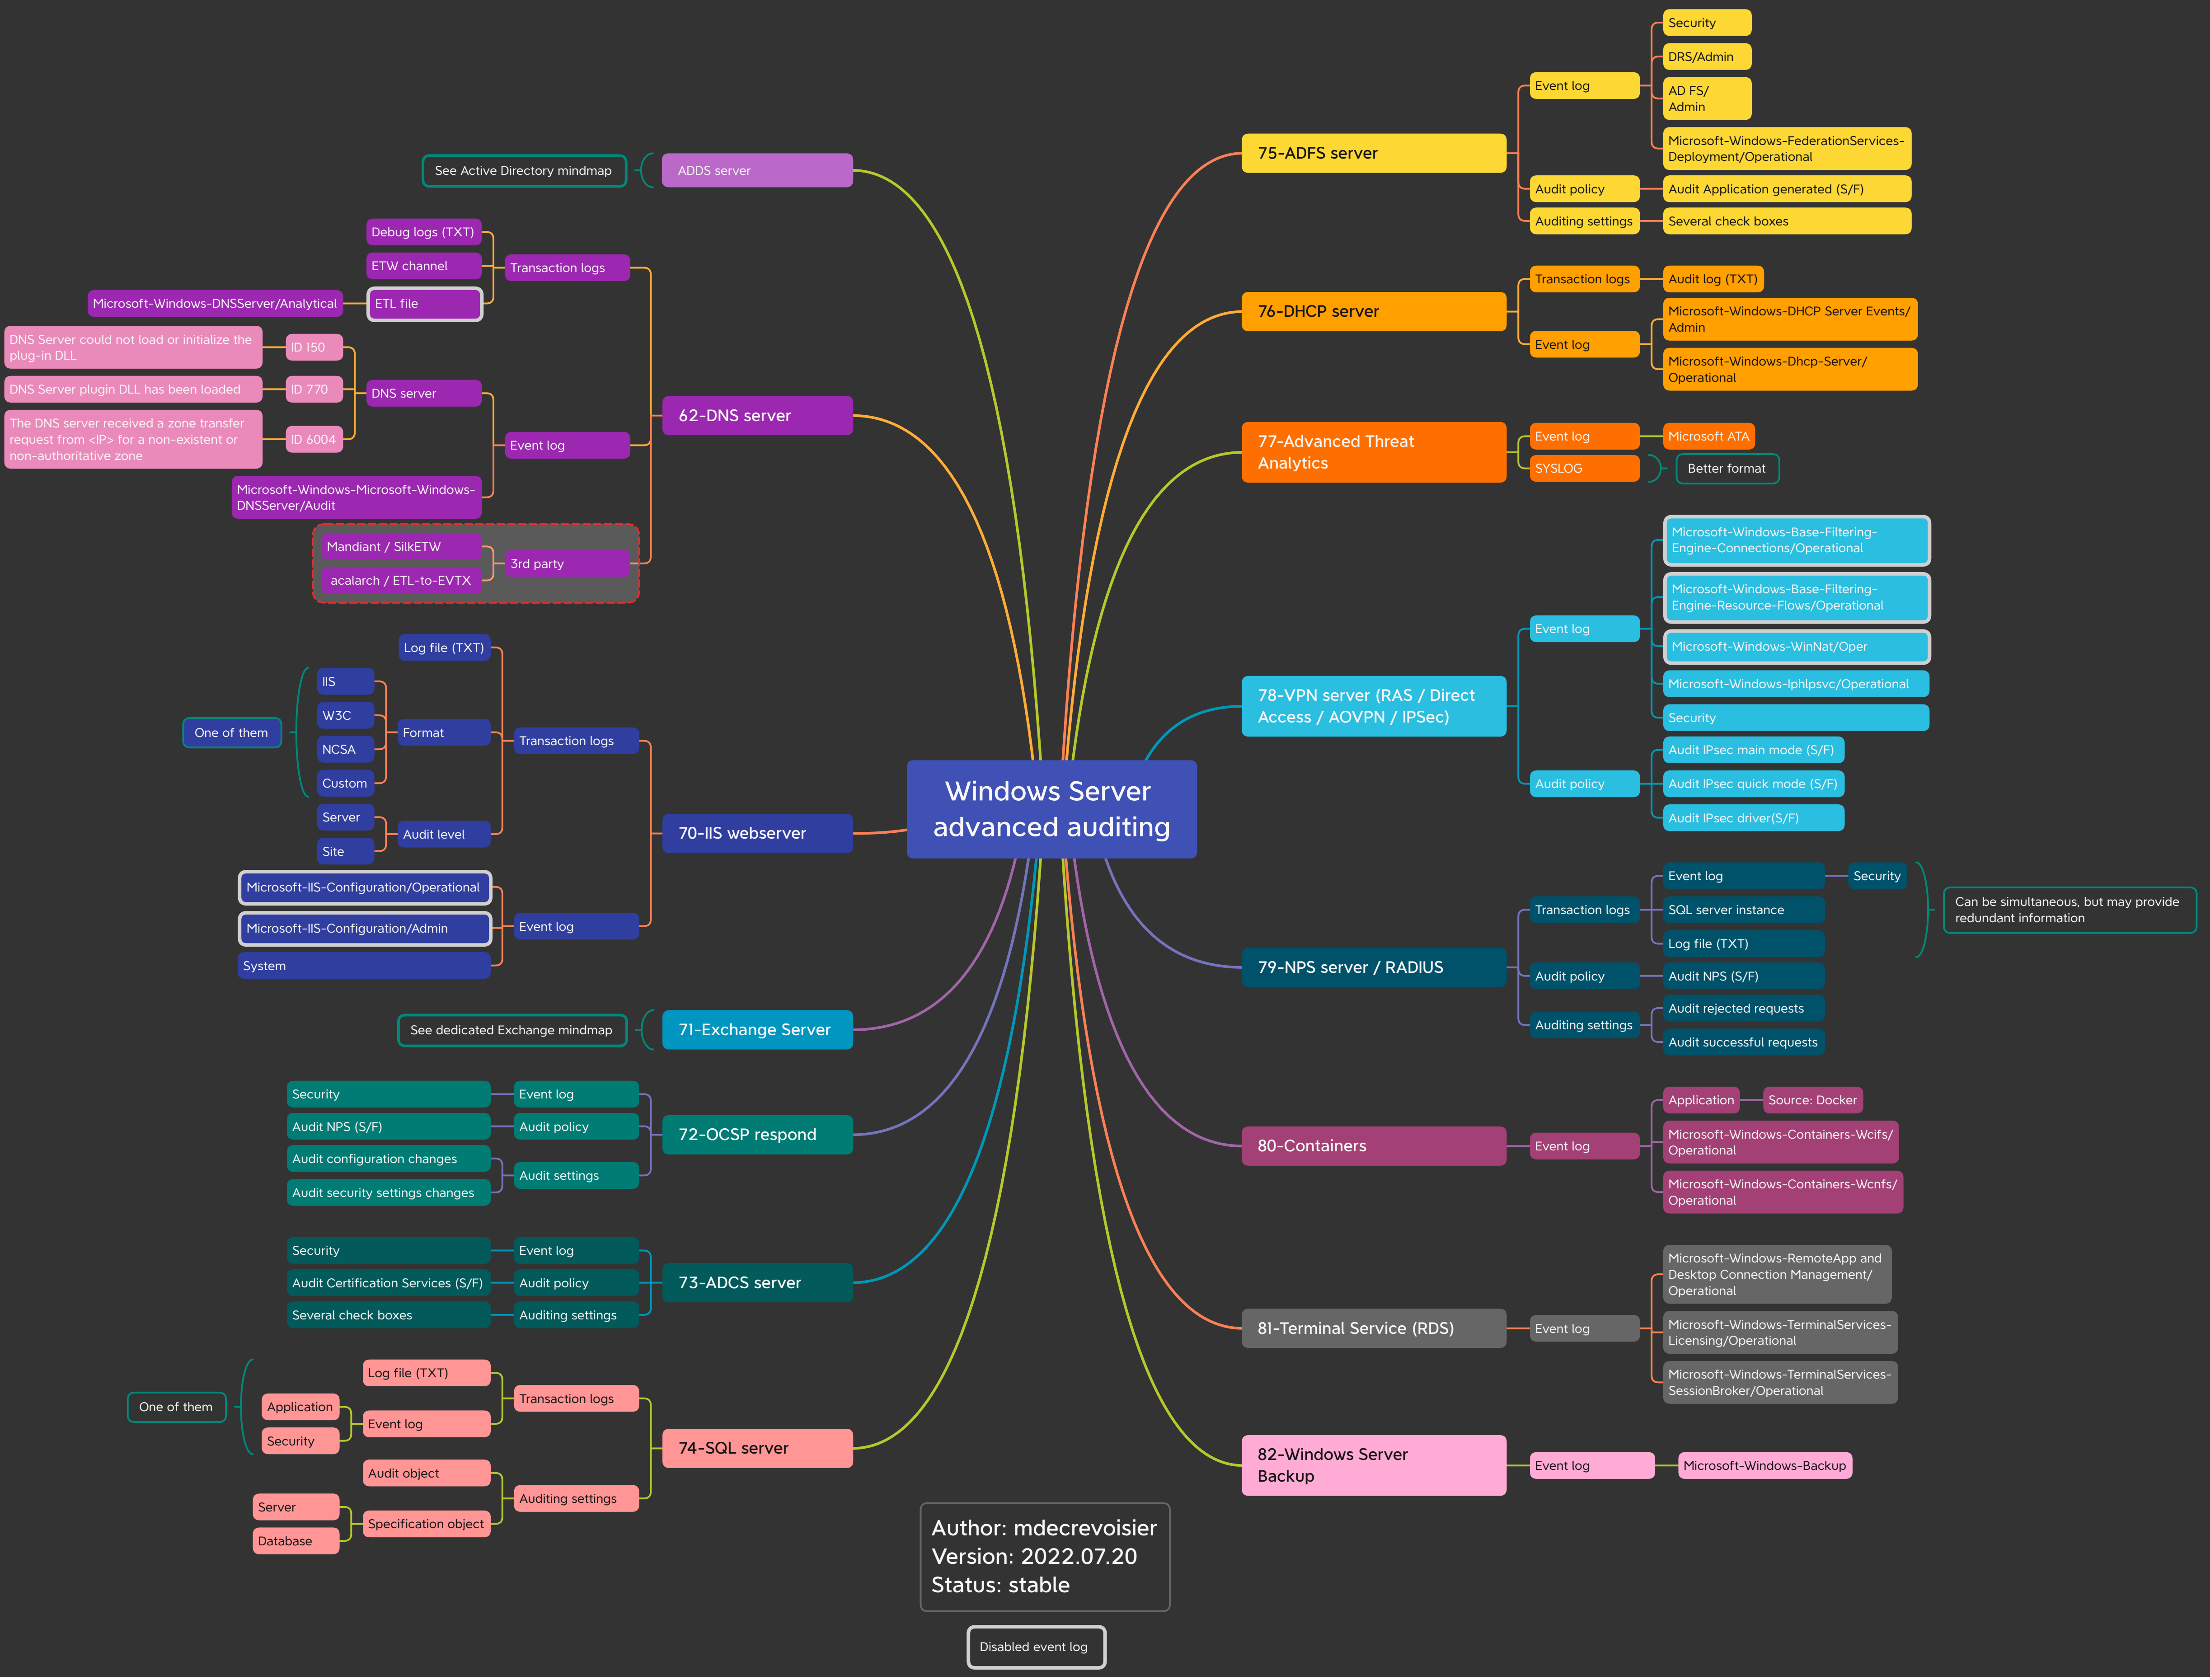 Windows Server
advanced auditing
ADDS server
See Active Directory mindmap
62-DNS server
Transaction logs
Debug logs (TXT)
ETW channel
ETL file
Microsoft-Windows-DNSServer/Analytical
Event log
DNS server
ID 150
DNS Server could not load or initialize the
plug-in DLL
ID 770
DNS Server plugin DLL has been loaded
ID 6004
The DNS server received a zone transfer
request from <IP> for a non-existent or
non-authoritative zone
Microsoft-Windows-Microsoft-Windows-
DNSServer/Audit
3rd party
Mandiant / SilkETW
acalarch / ETL-to-EVTX
70-IIS webserver
Transaction logs
Log file (TXT)
Format
IIS
W3C
NCSA
Custom
One of them
Audit level
Server
Site
Event log
Microsoft-IIS-Configuration/Operational
Microsoft-IIS-Configuration/Admin
System
71-Exchange Server
See dedicated Exchange mindmap
72-OCSP respond
Event log
Security
Audit policy
Audit NPS (S/F)
Audit settings
Audit configuration changes
Audit security settings changes
73-ADCS server
Event log
Security
Audit policy
Audit Certification Services (S/F)
Auditing settings
Several check boxes
74-SQL server
Transaction logs
Log file (TXT)
Event log
Application
Security
One of them
Auditing settings
Audit object
Specification object
Server
Database
75-ADFS server
Event log
Security
DRS/Admin
AD FS/
Admin
Microsoft-Windows-FederationServices-
Deployment/Operational
Audit policy
Audit Application generated (S/F)
Auditing settings
Several check boxes
76-DHCP server
Transaction logs
Audit log (TXT)
Event log
Microsoft-Windows-DHCP Server Events/
Admin
Microsoft-Windows-Dhcp-Server/
Operational
77-Advanced Threat
Analytics
Event log
Microsoft ATA
SYSLOG
Better format
78-VPN server (RAS / Direct
Access / AOVPN / IPSec)
Event log
Microsoft-Windows-Base-Filtering-
Engine-Connections/Operational
Microsoft-Windows-Base-Filtering-
Engine-Resource-Flows/Operational
Microsoft-Windows-WinNat/Oper
Microsoft-Windows-Iphlpsvc/Operational
Security
Audit policy
Audit IPsec main mode (S/F)
Audit IPsec quick mode (S/F)
Audit IPsec driver(S/F)
79-NPS server / RADIUS
Transaction logs
Event log
Security
SQL server instance
Log file (TXT)
Can be simultaneous, but may provide
redundant information
Audit policy
Audit NPS (S/F)
Auditing settings
Audit rejected requests
Audit successful requests
80-Containers
Event log
Application
Source: Docker
Microsoft-Windows-Containers-Wcifs/
Operational
Microsoft-Windows-Containers-Wcnfs/
Operational
81-Terminal Service (RDS)
Event log
Microsoft-Windows-RemoteApp and
Desktop Connection Management/
Operational
Microsoft-Windows-TerminalServices-
Licensing/Operational
Microsoft-Windows-TerminalServices-
SessionBroker/Operational
82-Windows Server
Backup
Event log
Microsoft-Windows-Backup
Author: mdecrevoisier
Version: 2022.07.20
Status: stable
Disabled event log